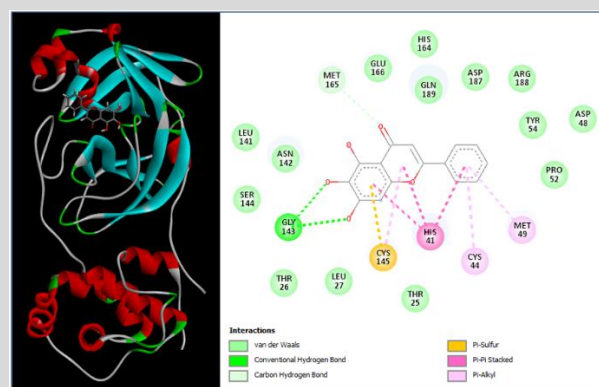 HIS
164
GLU
166
MET
165
GLN
189
ASP
187
ARG
188
TYR
54
ASP
48
LEU
141
ASN
142
PRO
52
SER
144
GLY
143
MET
49
HIS
41
CYS
145
CYS
44
THR
26
LEU
27
THR
25
O
O
O
O
O
Interactions
van der Waals
Conventional Hydrogen Bond
Carbon Hydrogen Bond
Pi-Sulfur
Pi-Pi Stacked
Pi-Alkyl